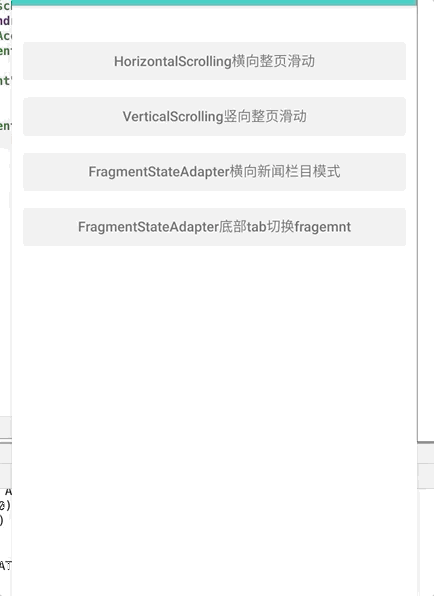 HorizontalScrolling横向整页滑动
VerticalScrolling竖向整页滑动
FragmentStateAdapter横向新闻栏目模式
FragmentStateAdapter底部tab切换fragemnt